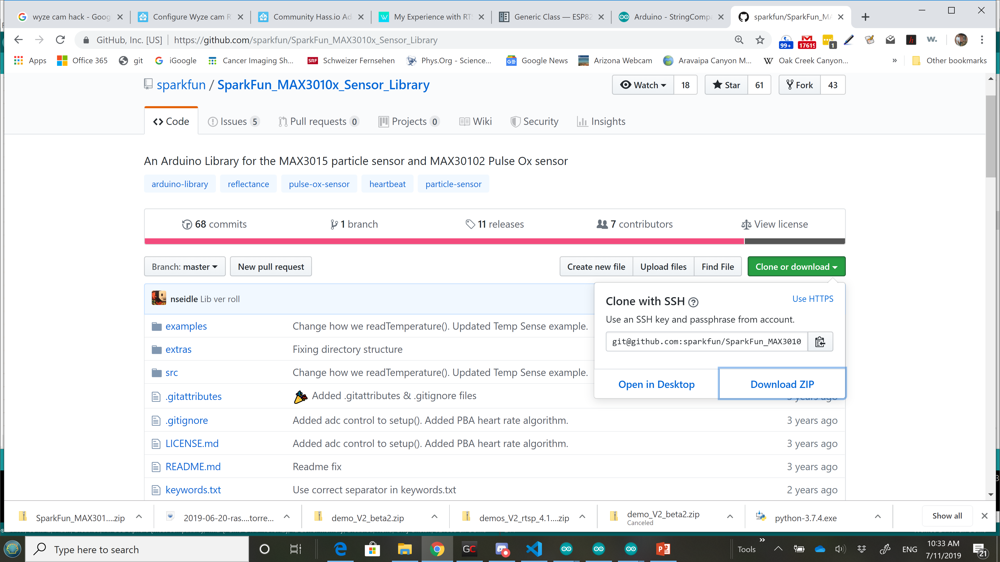 wyze cam hack - Goog
Configure Wyze cam R
Community Hass.io Ad
My Experience with RTS
Generic Class — ESP82
Arduino - StringCompa
sparkfun/SparkFun_MA
GitHub, Inc. [US]
https://github.com/sparkfun/SparkFun_MAX3010x_Sensor_Library
99+
17619
1
h
w.
Apps
Office 365
git
iGoogle
Cancer Imaging Sh...
SRF
Schweizer Fernsehen
Phys.Org - Science...
Google News
Arizona Webcam
Aravaipa Canyon M...
W
Oak Creek Canyon...
»
Other bookmarks
sparkfun / SparkFun_MAX3010x_Sensor_Library
Watch 18
Star 61
Fork 43
Code
Issues 5
Pull requests 0
Projects 0
Wiki
Security
Insights
An Arduino Library for the MAX3015 particle sensor and MAX30102 Pulse Ox sensor
arduino-library
reflectance
pulse-ox-sensor
heartbeat
particle-sensor
68 commits
1 branch
11 releases
7 contributors
View license
Branch: master
New pull request
Create new file
Upload files
Find File
Clone or download
nseidle Lib ver roll
Clone with SSH
Use HTTPS
Use an SSH key and passphrase from account.
git@github.com:sparkfun/SparkFun_MAX3010
Open in Desktop
Download ZIP
examples
Change how we readTemperature(). Updated Temp Sense example.
extras
Fixing directory structure
src
Change how we readTemperature(). Updated Temp Sense example.
.gitattributes
Added .gitattributes & .gitignore files
years ago
.gitignore
Added adc control to setup(). Added PBA heart rate algorithm.
3 years ago
LICENSE.md
Added adc control to setup(). Added PBA heart rate algorithm.
3 years ago
README.md
Readme fix
3 years ago
keywords.txt
Use correct separator in keywords.txt
2 years ago
SparkFun_MAX301....zip
2019-06-20-ras....torre...
demo_V2_beta2.zip
demos_V2_rtsp_4.1....zip
demo_V2_beta2.zip
Canceled
python-3.7.4.exe
Show all
Type here to search
GC
Tools
»
ENG
10:33 AM
7/11/2019
21